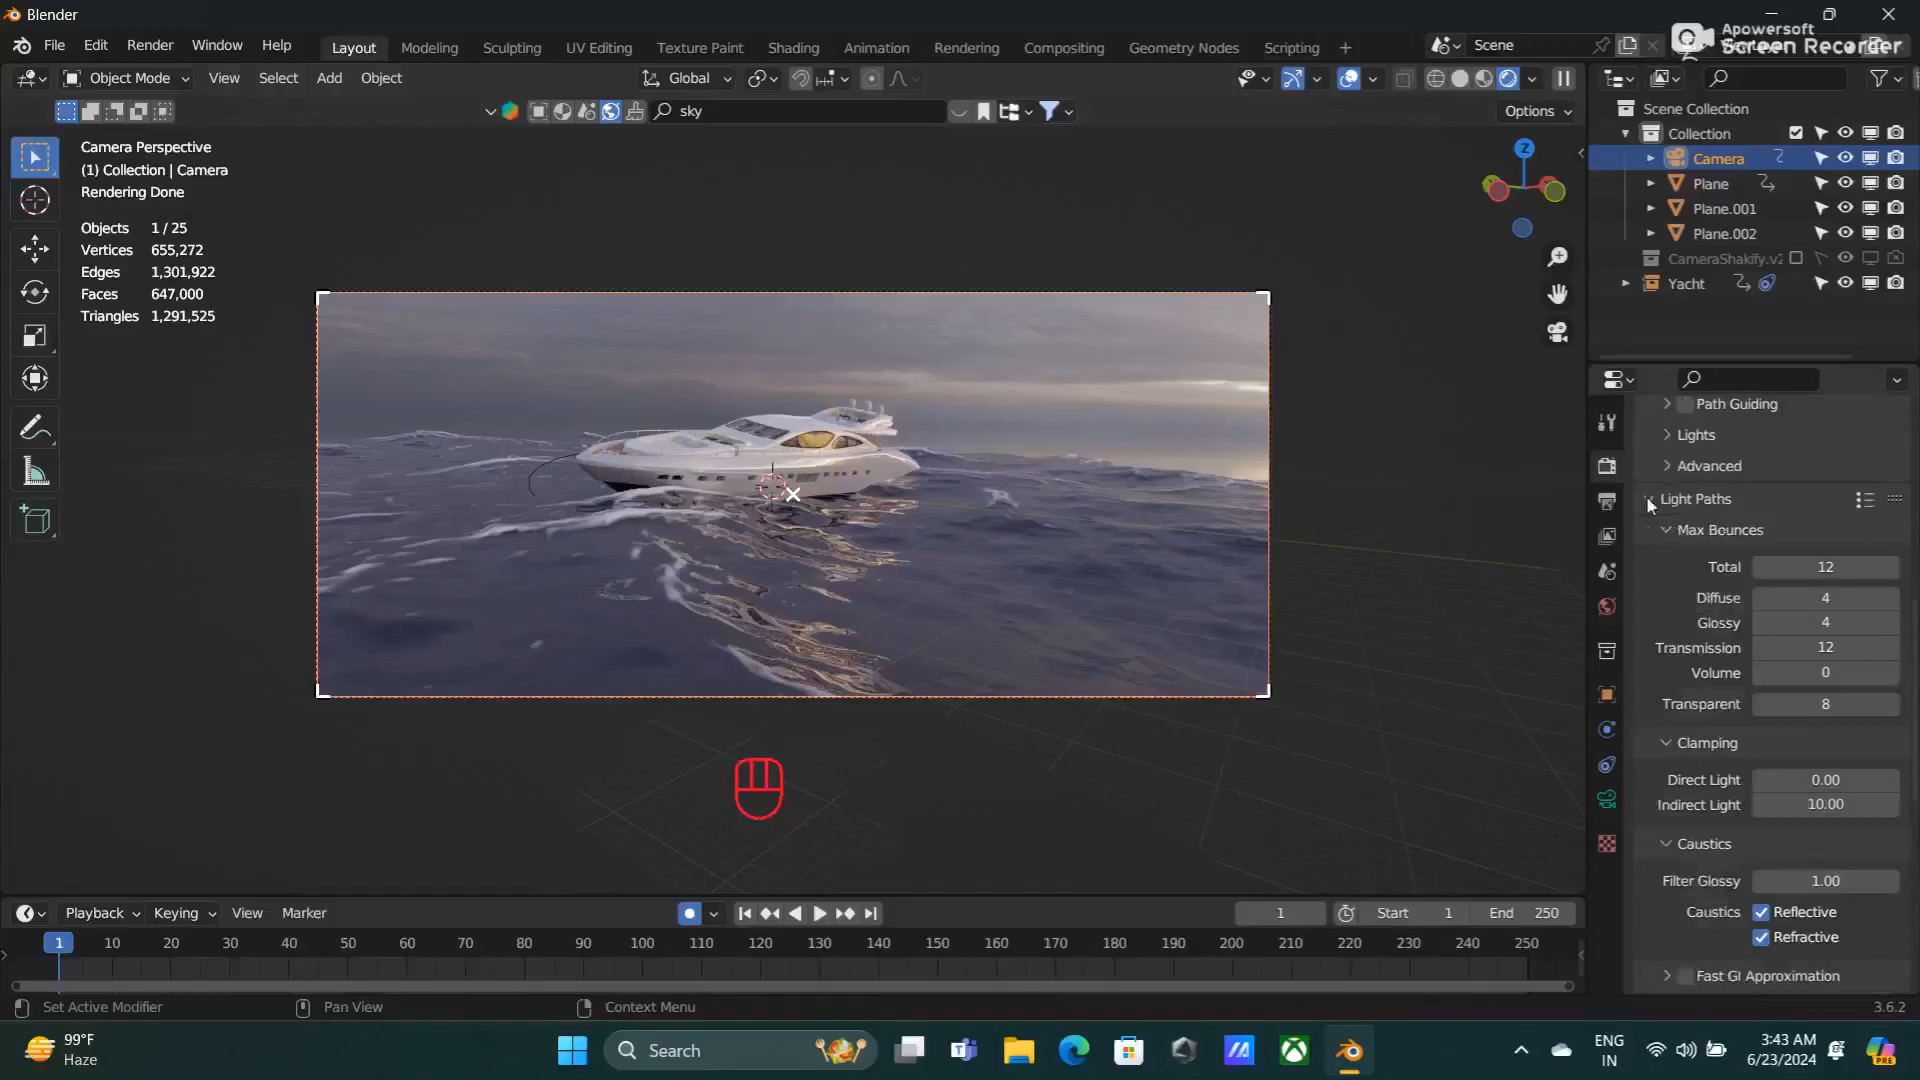 Blender
Apowersoft
Screen Recorder
File Edit Render Window Help
Layout Modeling Sculpting UV Editing Texture Paint Shading Animation Rendering Compositing Geometry Nodes Scripting +
Scene
Object Mode View Select Add Object
Global
sky
Options
Camera Perspective
(1) Collection | Camera
Rendering Done
Objects 1 / 25
Vertices 655,272
Edges 1,301,922
Faces 647,000
Triangles 1,291,525
Z
Scene Collection
Collection
Camera
Plane
Plane.001
Plane.002
CameraShakify.v2
Yacht
Path Guiding
Lights
Advanced
Light Paths
Max Bounces
Total 12
Diffuse 4
Glossy 4
Transmission 12
Volume 0
Transparent 8
Clamping
Direct Light 0.00
Indirect Light 10.00
Caustics
Filter Glossy 1.00
Caustics Reflective
Refractive
Fast GI Approximation
Playback Keying View Marker
1 Start 1 End 250
1 10 20 30 40 50 60 70 80 90 100 110 120 130 140 150 160 170 180 190 200 210 220 230 240 250
Set Active Modifier Pan View Context Menu 3.6.2
99°F
Haze
Search
ENG
IN
3:43 AM
6/23/2024
PRE